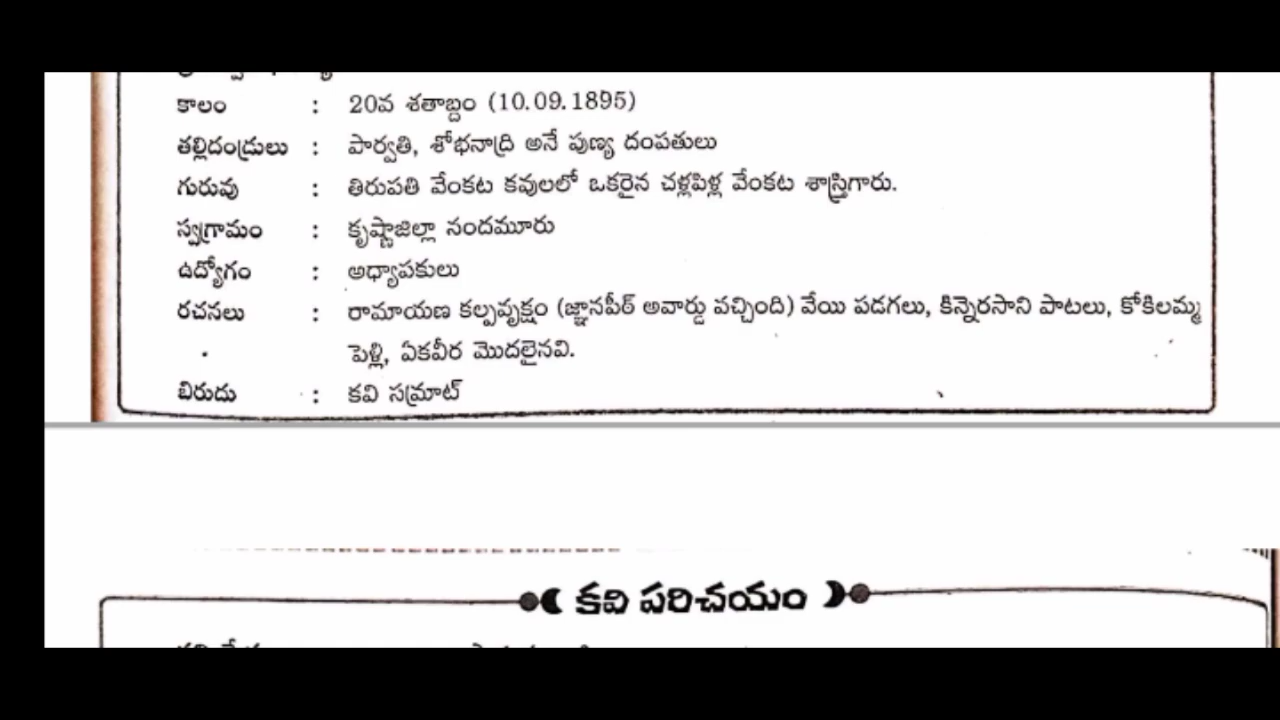 కాలం : 20వ శతాబ్దం (10.09.1895)
తల్లిదండ్రులు : పార్వతి, శోభనాద్రి అనే పుణ్య దంపతులు
గురువు : తిరుపతి వేంకట కవులలో ఒకరైన చళ్లపిళ్ల వేంకట శాస్త్రిగారు.
స్వగ్రామం : కృష్ణాజిల్లా నందమూరు
ఉద్యోగం : అధ్యాపకులు
రచనలు : రామాయణ కల్పవృక్షం (జ్ఞానపీఠ్ అవార్డు వచ్చింది) వేయి పడగలు, కిన్నెరసాని పాటలు, కోకిలమ్మ
పెళ్లి, ఏకవీర మొదలైనవి.
బిరుదు : కవి సమ్రాట్
కవి పరిచయం